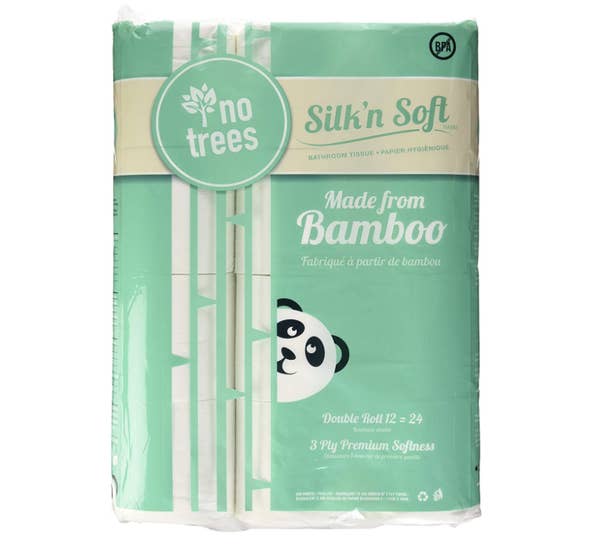 BPA
no
trees
Silk'n Soft
BATHROOM TISSUE • PAPIER HYGIÉNIQUE
Made from
Bamboo
Fabriqué à partir de bambou
Double Roll 12 = 24
3 Ply Premium Softness